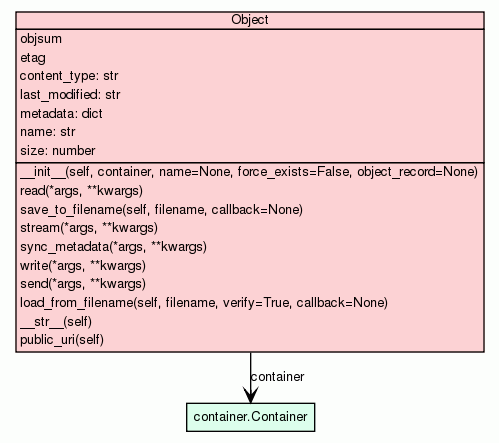 Object
objsum
etag
content_type: str
last_modified: str
metadata: dict
name: str
size: number
__init__(self, container, name=None, force_exists=False, object_record=None)
read(*args, **kwargs)
save_to_filename(self, filename, callback=None)
stream(*args, **kwargs)
sync_metadata(*args, **kwargs)
write(*args, **kwargs)
send(*args, **kwargs)
load_from_filename(self, filename, verify=True, callback=None)
__str__(self)
public_uri(self)
container
container.Container